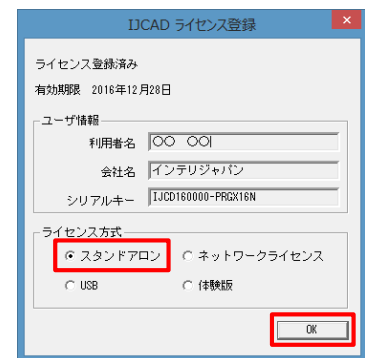 IJCAD ライセンス登録
ライセンス登録済み
有効期限 2016年12月28日
ユーザ情報
利用者名 〇〇 〇〇
会社名 インテリジャパン
シリアルキー IJCD160000-PRGX16N
ライセンス方式
スタンドアロン ネットワークライセンス
USB 体験版
OK